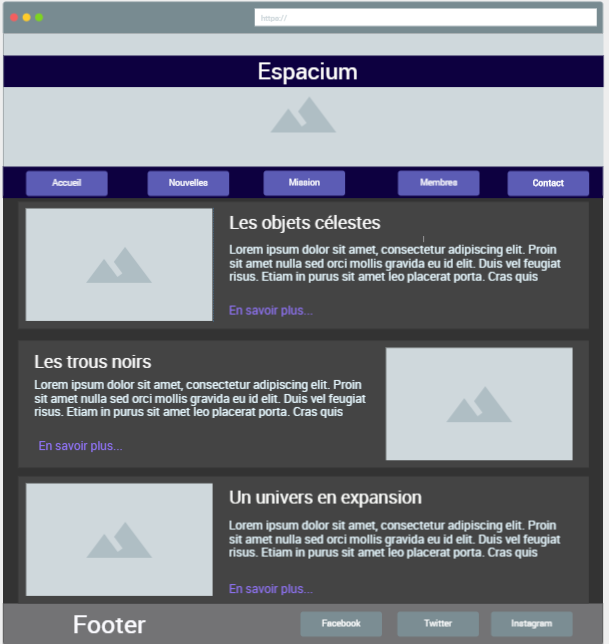 https://
Espacium
Accueil
Nouvelles
Mission
Membres
Contact
Les objets célestes
Lorem ipsum dolor sit amet, consectetur adipiscing elit. Proin
sit amet nulla sed orci mollis gravida eu id elit. Duis vel feugiat
risus. Etiam in purus sit amet leo placerat porta. Cras quis
En savoir plus...
Les trous noirs
Lorem ipsum dolor sit amet, consectetur adipiscing elit. Proin
sit amet nulla sed orci mollis gravida eu id elit. Duis vel feugiat
risus. Etiam in purus sit amet leo placerat porta. Cras quis
En savoir plus...
Un univers en expansion
Lorem ipsum dolor sit amet, consectetur adipiscing elit. Proin
sit amet nulla sed orci mollis gravida eu id elit. Duis vel feugiat
risus. Etiam in purus sit amet leo placerat porta. Cras quis
En savoir plus...
Footer
Facebook
Twitter
Instagram